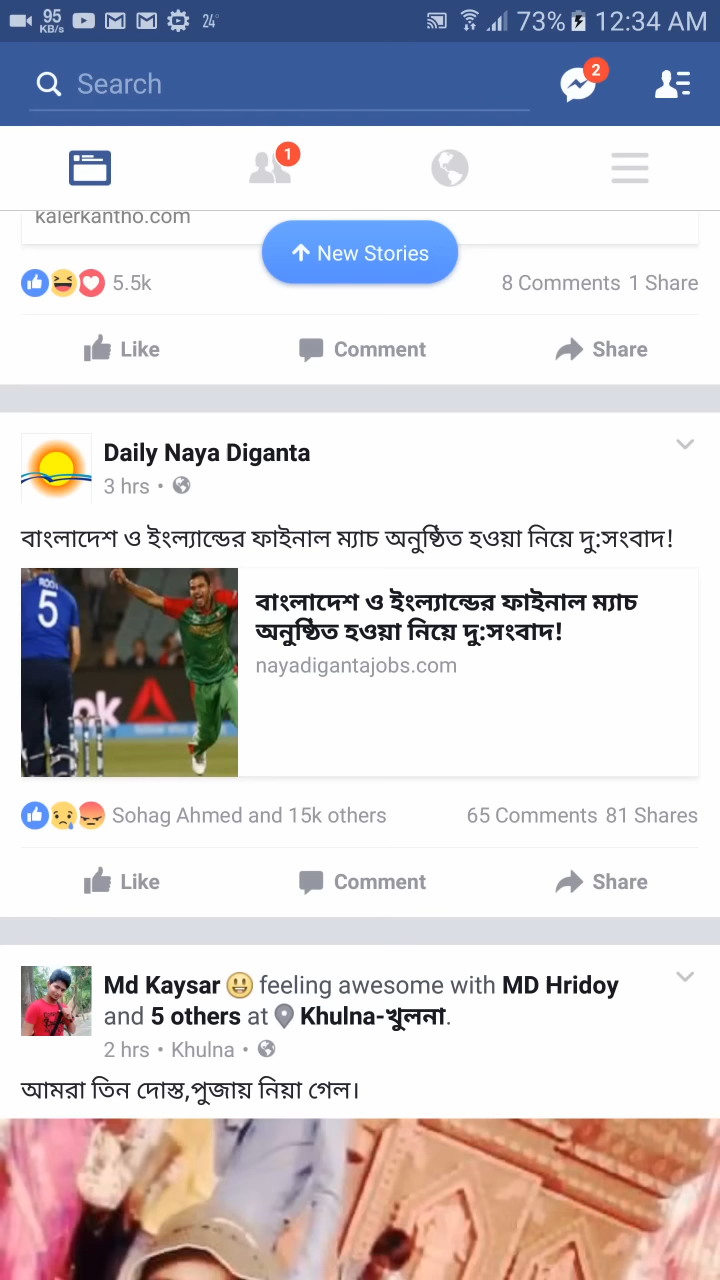 95
KB/s
24°
73%
12:34 AM
Search
2
1
kalerkantho.com
New Stories
5.5k
8 Comments 1 Share
Like Comment Share
Daily Naya Diganta
3 hrs •
বাংলাদেশ ও ইংল্যান্ডের ফাইনাল ম্যাচ অনুষ্ঠিত হওয়া নিয়ে দু:সংবাদ!
ROOT
5
বাংলাদেশ ও ইংল্যান্ডের ফাইনাল ম্যাচ
অনুষ্ঠিত হওয়া নিয়ে দু:সংবাদ!
nayadigantajobs.com
Sohag Ahmed and 15k others
65 Comments 81 Shares
Like Comment Share
Md Kaysar 😃 feeling awesome with MD Hridoy
and 5 others at Khulna-খুলনা.
2 hrs • Khulna •
আমরা তিন দোস্ত,পুজায় নিয়া গেল।